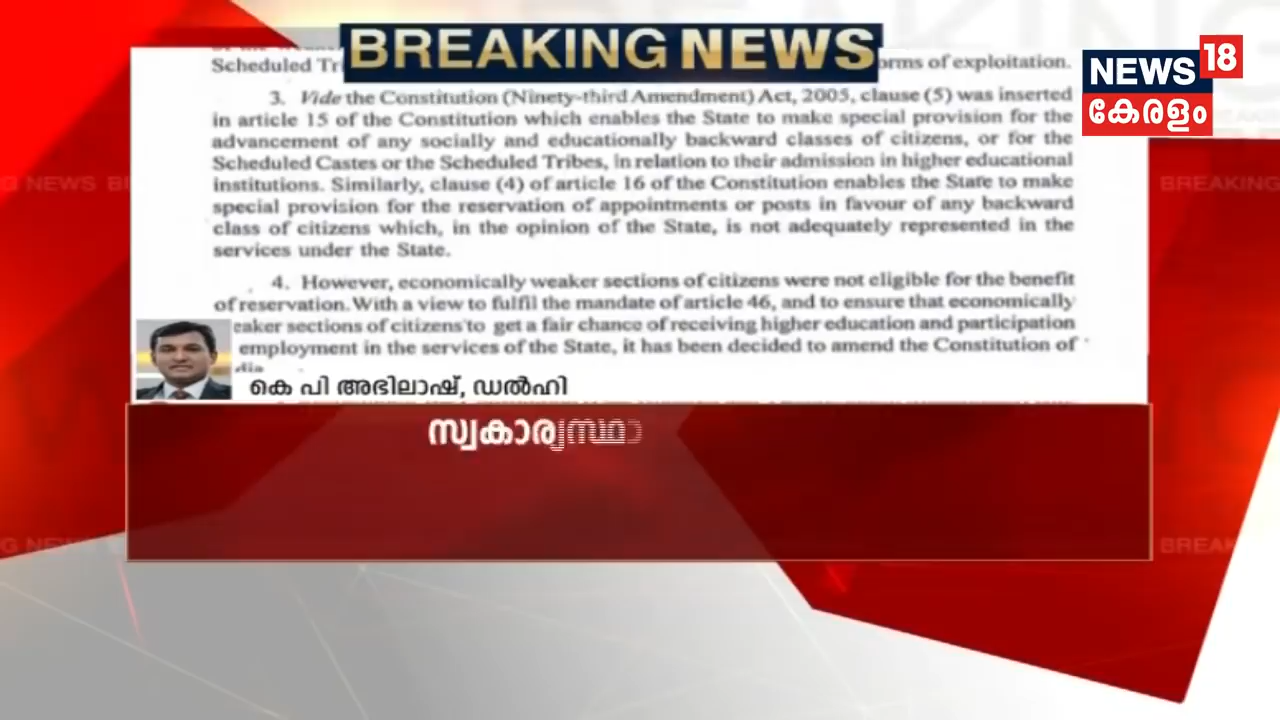 BREAKING NEWS
NEWS 18
കേരളം
Scheduled Tri
orms of exploitation.
3. Vide the Constitution (Ninety-third Amendment) Act, 2005, clause (5) was inserted
in article 15 of the Constitution which enables the State to make special provision for the
advancement of any socially and educationally backward classes of citizens, or for the
Scheduled Castes or the Scheduled Tribes, in relation to their admission in higher educational
institutions. Similarly, clause (4) of article 16 of the Constitution enables the State to make
special provision for the reservation of appointments or posts in favour of any backward
class of citizens which, in the opinion of the State, is not adequately represented in the
services under the State.
4. However, economically weaker sections of citizens were not eligible for the benefit
of reservation. With a view to fulfil the mandate of article 46, and to ensure that economically
eaker sections of citizens to get a fair chance of receiving higher education and participation
employment in the services of the State, it has been decided to amend the Constitution of
dia
കെ പി അഭിലാഷ്, ഡൽഹി
സ്വകാര്യസ്ഥാ